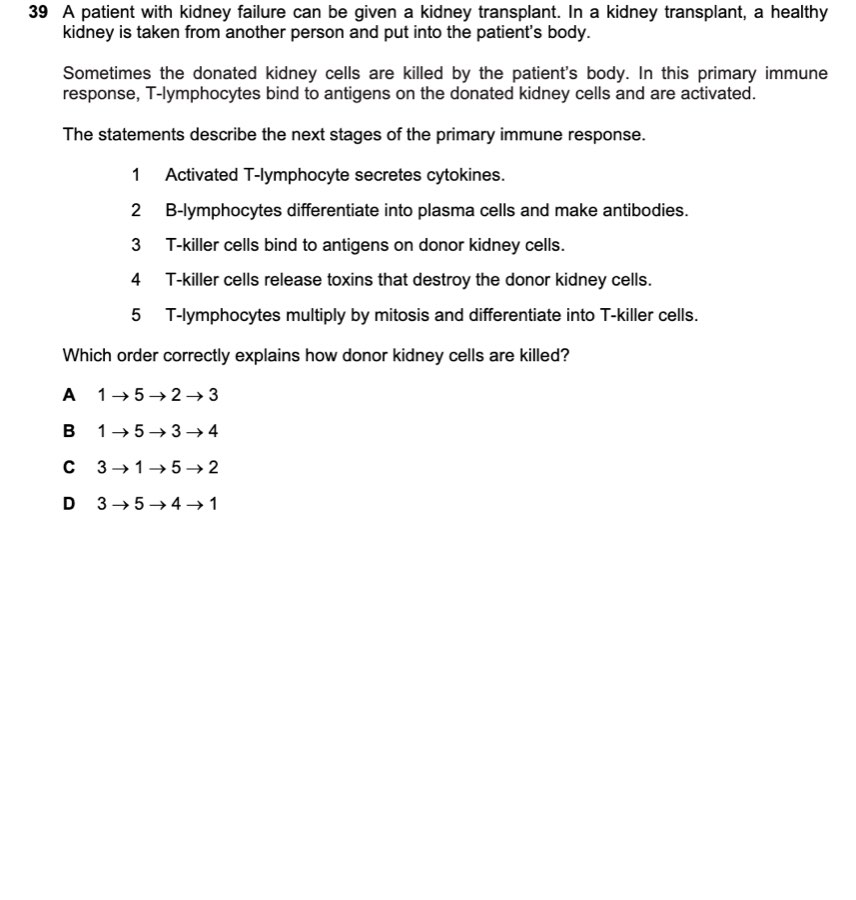 39 A patient with kidney failure can be given a kidney transplant. In a kidney transplant, a healthy
kidney is taken from another person and put into the patient's body.
Sometimes the donated kidney cells are killed by the patient's body. In this primary immune
response, T-lymphocytes bind to antigens on the donated kidney cells and are activated.
The statements describe the next stages of the primary immune response.
1 Activated T-lymphocyte secretes cytokines.
2 B-lymphocytes differentiate into plasma cells and make antibodies.
3 T-killer cells bind to antigens on donor kidney cells.
4 T-killer cells release toxins that destroy the donor kidney cells.
5 T-lymphocytes multiply by mitosis and differentiate into T-killer cells.
Which order correctly explains how donor kidney cells are killed?
A 1 → 5 → 2 → 3
B 1 → 5 → 3 → 4
C 3 → 1 → 5 → 2
D 3 → 5 → 4 → 1